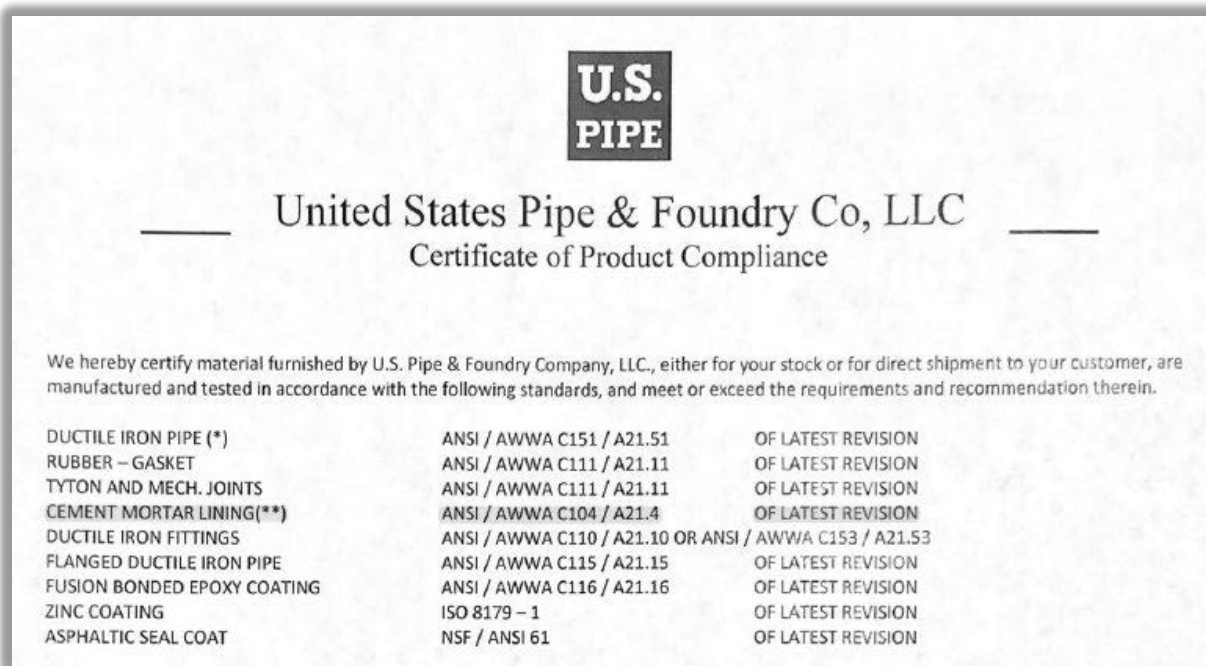 U.S.
PIPE
United States Pipe & Foundry Co, LLC
Certificate of Product Compliance
We hereby certify material furnished by U.S. Pipe & Foundry Company, LLC., either for your stock or for direct shipment to your customer, are
manufactured and tested in accordance with the following standards, and meet or exceed the requirements and recommendation therein.
DUCTILE IRON PIPE (*) ANSI / AWWA C151 / A21.51 OF LATEST REVISION
RUBBER – GASKET ANSI / AWWA C111 / A21.11 OF LATEST REVISION
TYTON AND MECH. JOINTS ANSI / AWWA C111 / A21.11 OF LATEST REVISION
CEMENT MORTAR LINING(**) ANSI / AWWA C104 / A21.4 OF LATEST REVISION
DUCTILE IRON FITTINGS ANSI / AWWA C110 / A21.10 OR ANSI / AWWA C153 / A21.53
FLANGED DUCTILE IRON PIPE ANSI / AWWA C115 / A21.15 OF LATEST REVISION
FUSION BONDED EPOXY COATING ANSI / AWWA C116 / A21.16 OF LATEST REVISION
ZINC COATING ISO 8179 – 1 OF LATEST REVISION
ASPHALTIC SEAL COAT NSF / ANSI 61 OF LATEST REVISION